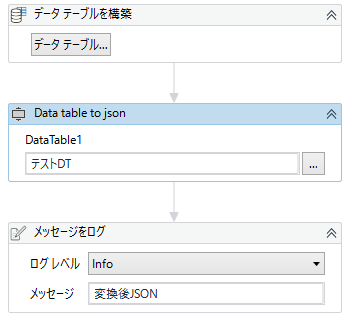 データ テーブルを構築
データ テーブル...
Data table to json
DataTable1
テストDT
...
メッセージをログ
ログ レベル Info
メッセージ 変換後JSON